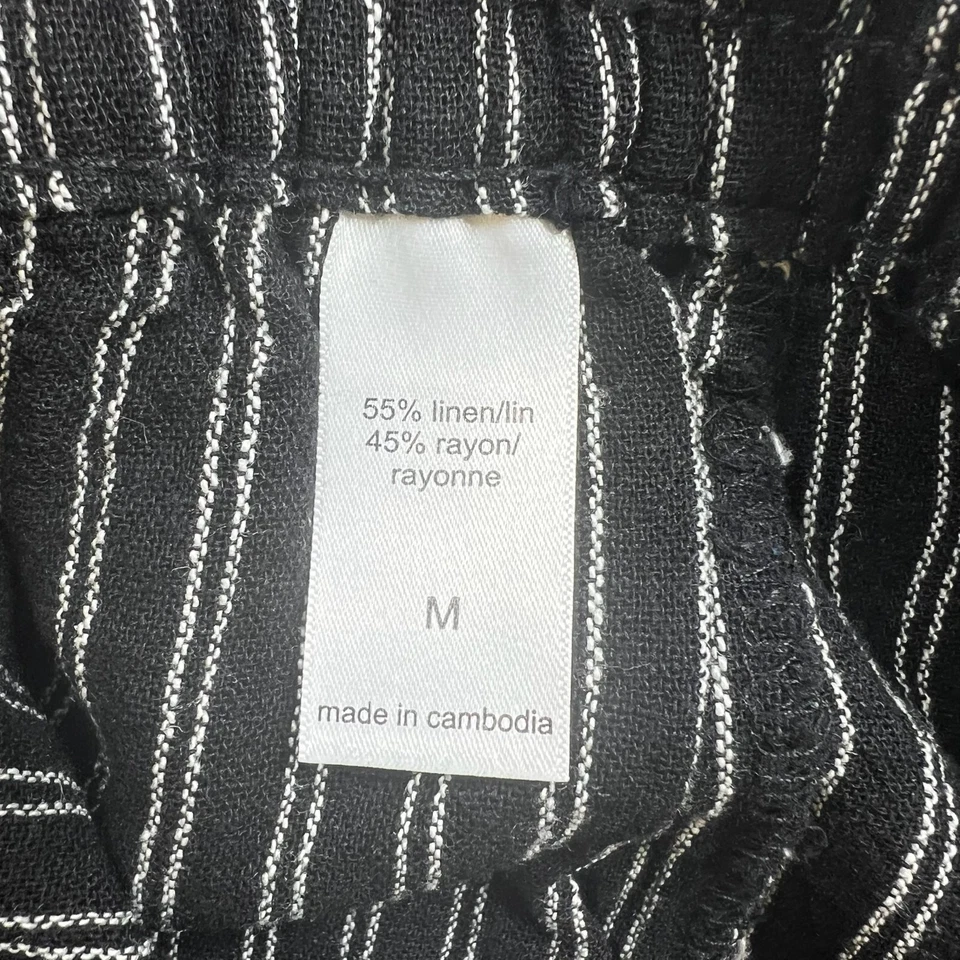 55% linen/lin
45% rayon/
rayonne
M
made in cambodia